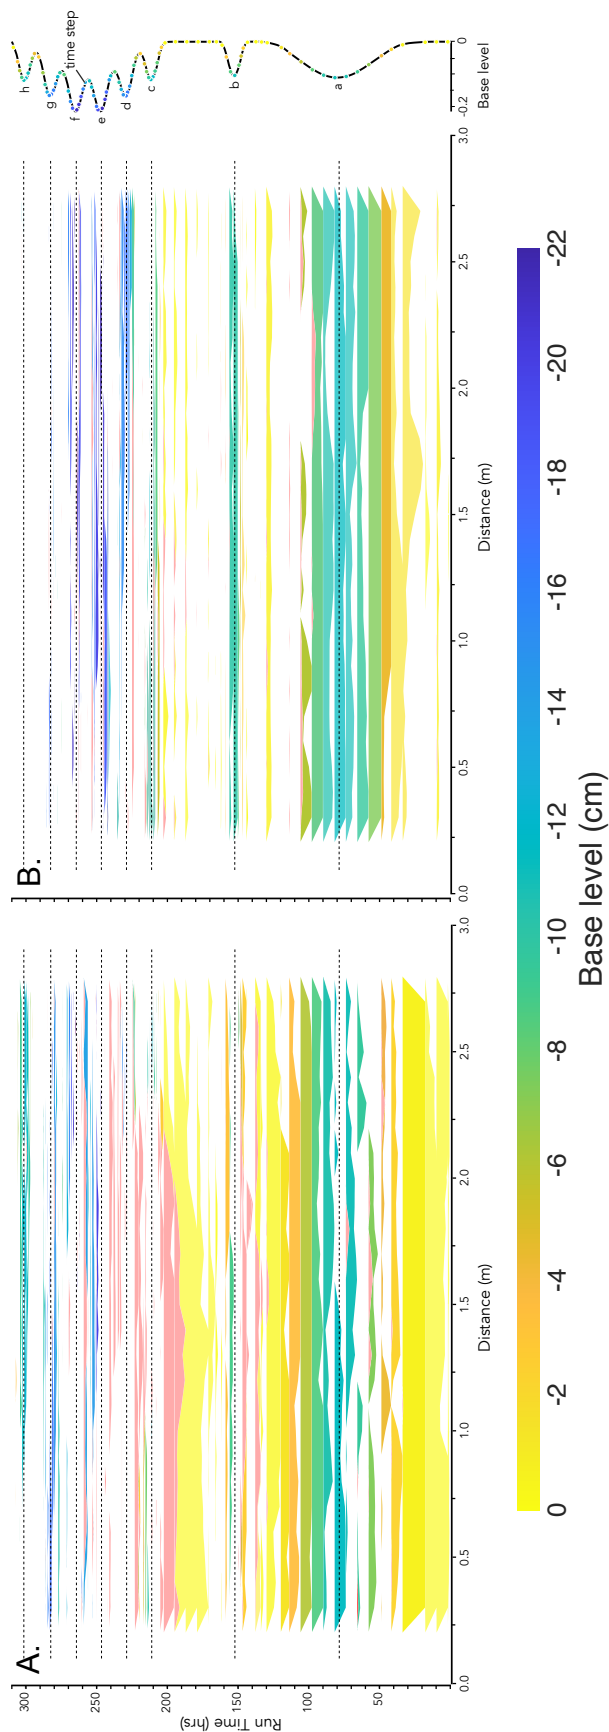 A.
300
250
200
150
100
50
Run Time (hrs)
0.0
0.5
1.0
1.5
2.0
2.5
3.0
Distance (m)
B.
0.0
0.5
1.0
1.5
2.0
2.5
3.0
Distance (m)
h
g
f
e
d
c
b
a
time step
-0.2
0
Base level
0
-2
-4
-6
-8
-10
-12
-14
-16
-18
-20
-22
Base level (cm)